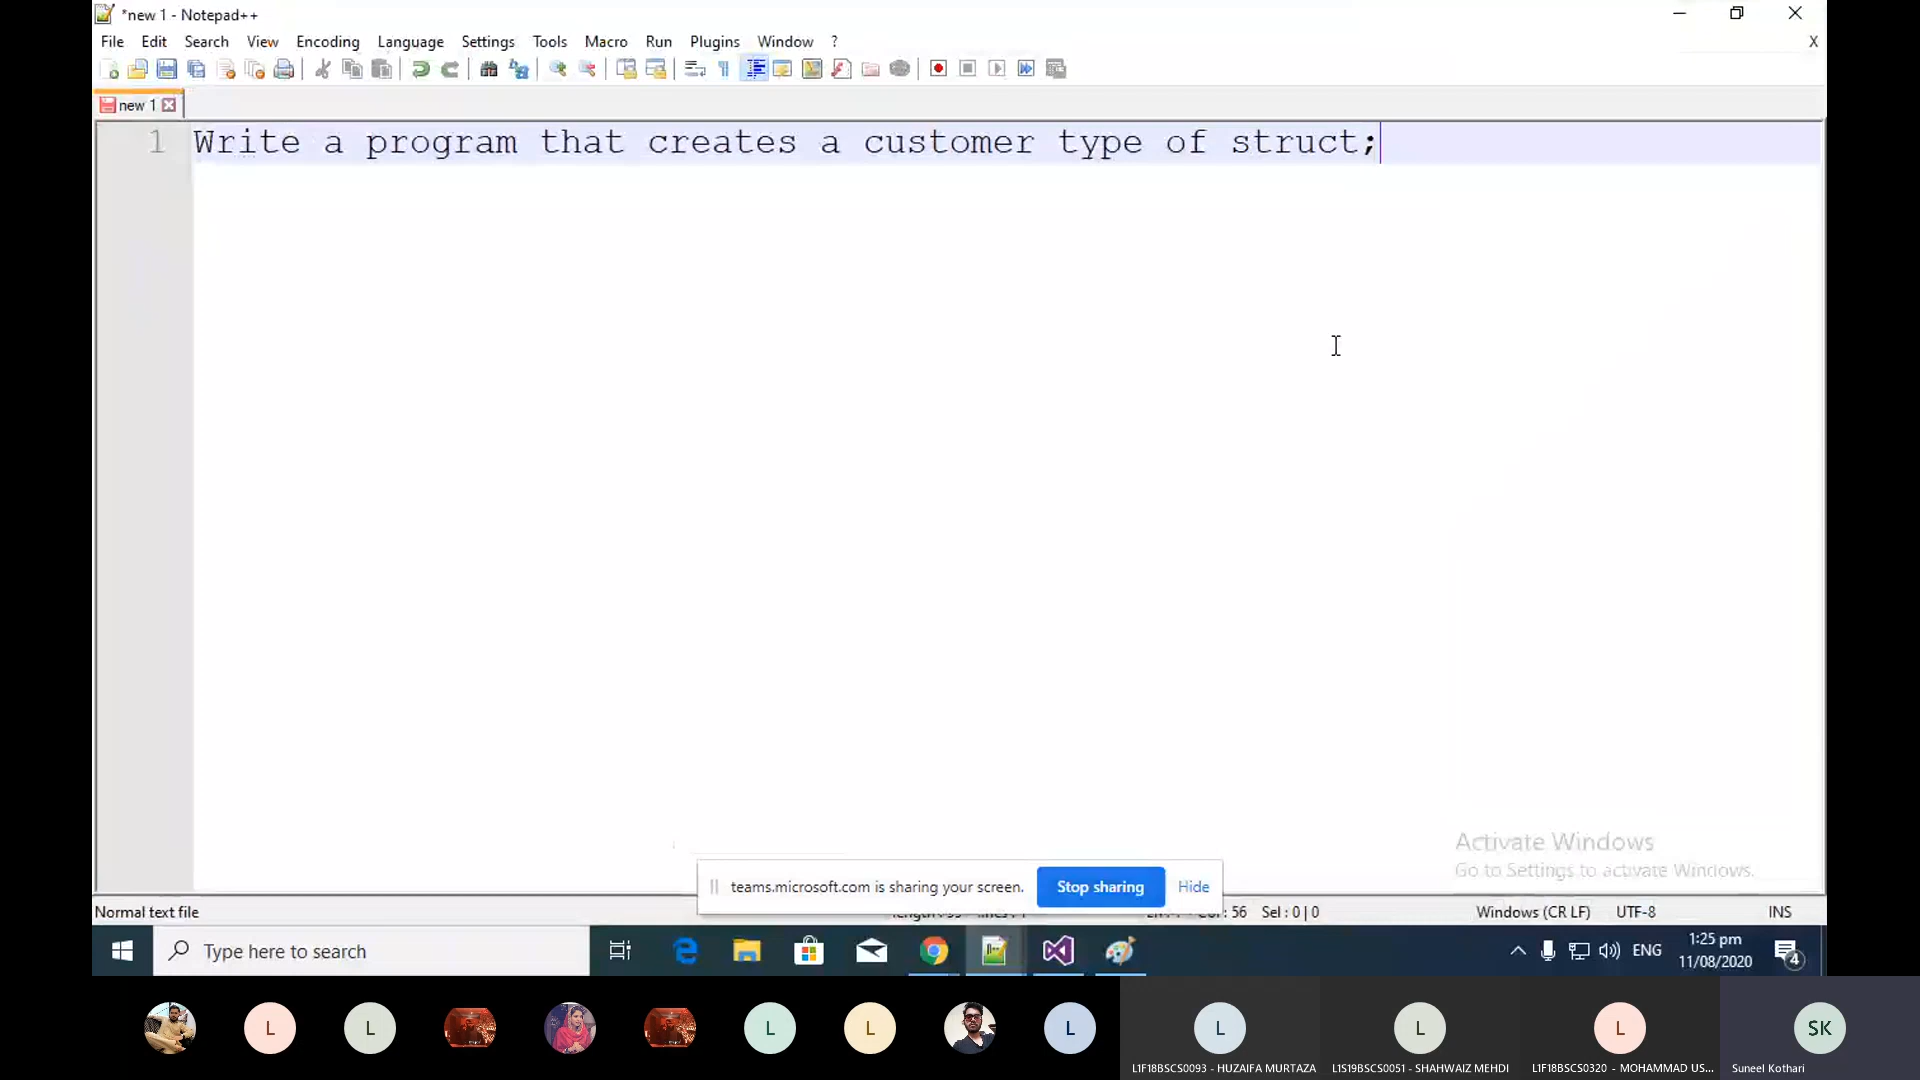 *new 1 - Notepad++
File Edit Search View Encoding Language Settings Tools Macro Run Plugins Window ? X
new 1
1 Write a program that creates a customer type of struct;
Activate Windows
Go to Settings to activate Windows.
teams.microsoft.com is sharing your screen. Stop sharing Hide
Normal text file 56 Sel : 0 | 0 Windows (CR LF) UTF-8 INS
Type here to search ENG 1:25 pm
11/08/2020 4
L L L L L L L L SK
L1F18BSCS0093 - HUZAIFA MURTAZA L1S19BSCS0051 - SHAHWAIZ MEHDI L1F18BSCS0320 - MOHAMMAD US... Suneel Kothari